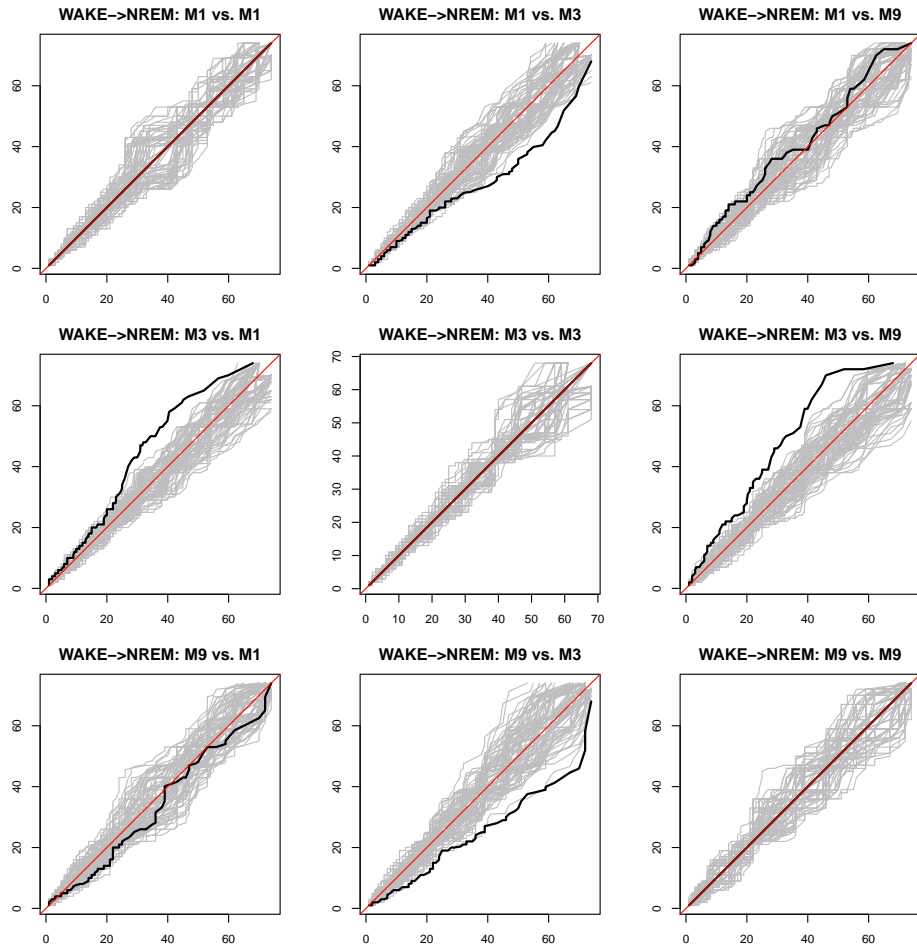 WAKE−>NREM: M1 vs. M1
WAKE−>NREM: M1 vs. M3
WAKE−>NREM: M1 vs. M9
0 20 40 60
0 20 40 60
0 20 40 60
0 20 40 60
0 20 40 60
0 20 40 60
WAKE−>NREM: M3 vs. M1
WAKE−>NREM: M3 vs. M3
WAKE−>NREM: M3 vs. M9
0 20 40 60
0 10 20 30 40 50 60 70
0 20 40 60
0 20 40 60
0 10 20 30 40 50 60 70
0 20 40 60
WAKE−>NREM: M9 vs. M1
WAKE−>NREM: M9 vs. M3
WAKE−>NREM: M9 vs. M9
0 20 40 60
0 20 40 60
0 20 40 60
0 20 40 60
0 20 40 60
0 20 40 60